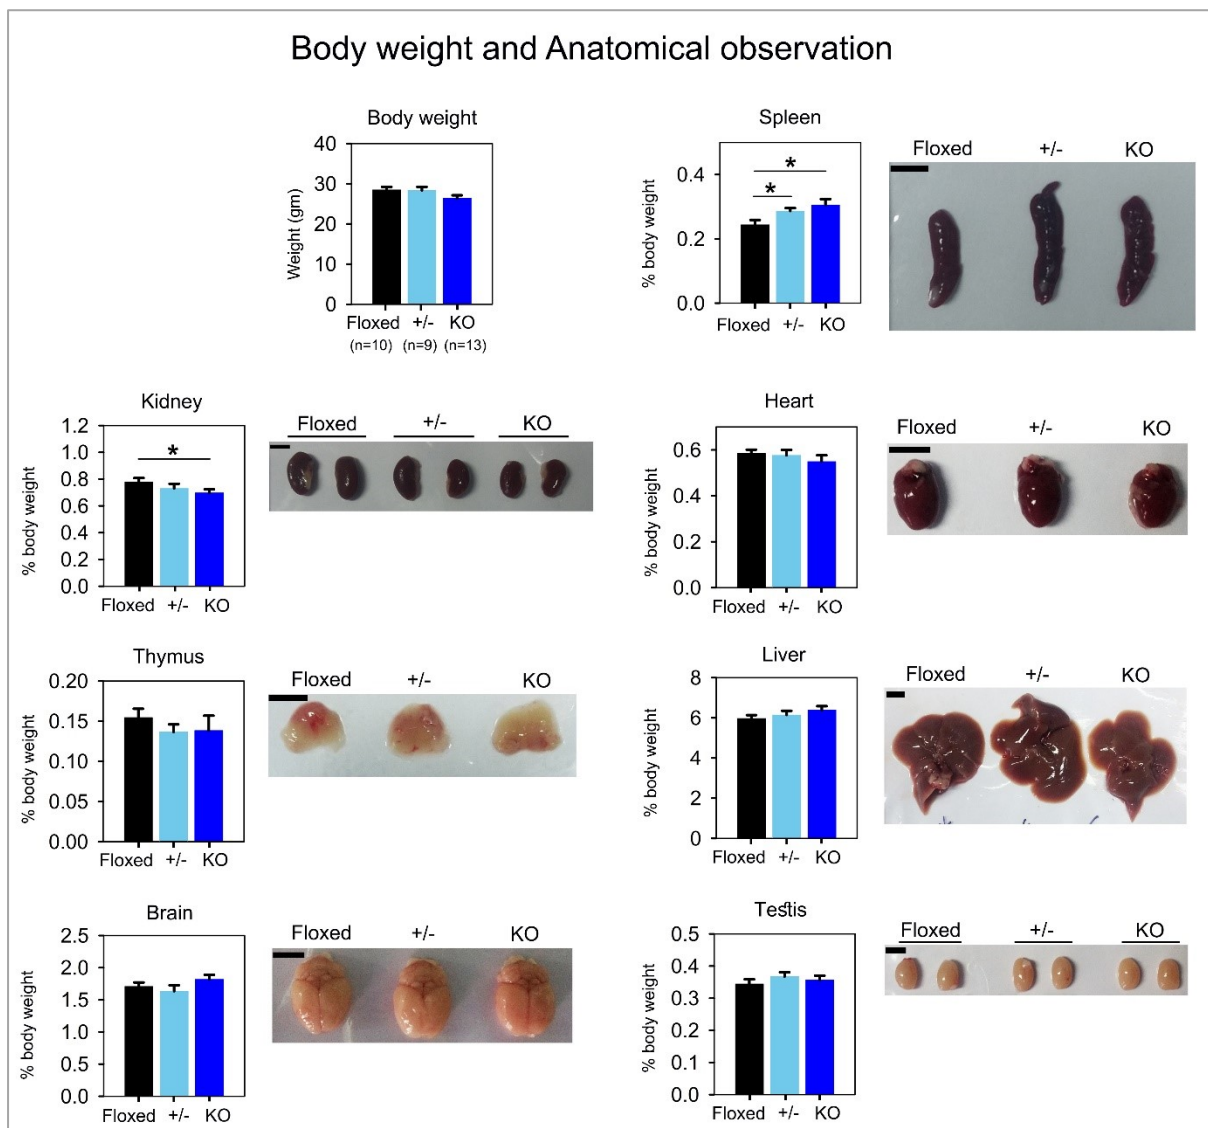 Body weight and Anatomical observation
Body weight
40
30
20
10
0
Weight (gm)
Floxed +/- KO
(n=10) (n=9) (n=13)
Spleen
0.4
0.2
0.0
% body weight
* *
Floxed +/- KO
Floxed +/- KO
Kidney
1.2
1.0
0.8
0.6
0.4
0.2
0.0
% body weight
*
Floxed +/- KO
Floxed +/- KO
Heart
0.6
0.4
0.2
0.0
% body weight
Floxed +/- KO
Floxed +/- KO
Thymus
0.20
0.15
0.10
0.05
0.00
% body weight
Floxed +/- KO
Floxed +/- KO
Liver
8
6
4
2
0
% body weight
Floxed +/- KO
Floxed +/- KO
Brain
2.5
2.0
1.5
1.0
0.5
0.0
% body weight
Floxed +/- KO
Floxed +/- KO
Testis
0.5
0.4
0.3
0.2
0.1
0.0
% body weight
Floxed +/- KO
Floxed +/- KO